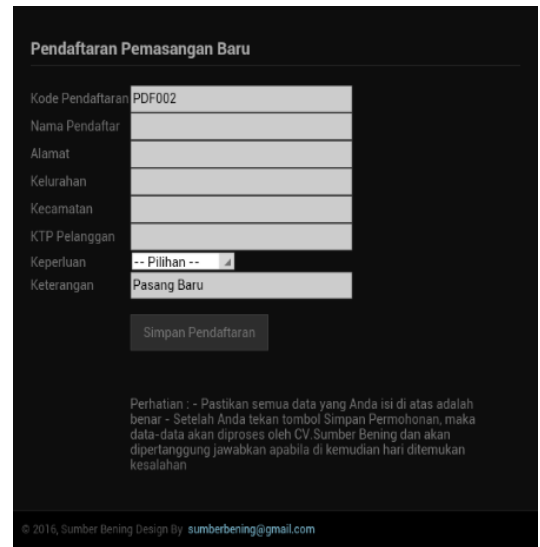 Pendaftaran Pemasangan Baru
Kode Pendaftaran PDF002
Nama Pendaftar
Alamat
Kelurahan
Kecamatan
KTP Pelanggan
Keperluan -- Pilihan --
Keterangan Pasang Baru
Simpan Pendaftaran
Perhatian : - Pastikan semua data yang Anda isi di atas adalah
benar - Setelah Anda tekan tombol Simpan Permohonan, maka
data-data akan diproses oleh CV.Sumber Bening dan akan
dipertanggung jawabkan apabila di kemudian hari ditemukan
kesalahan
© 2016, Sumber Bening Design By sumberbening@gmail.com